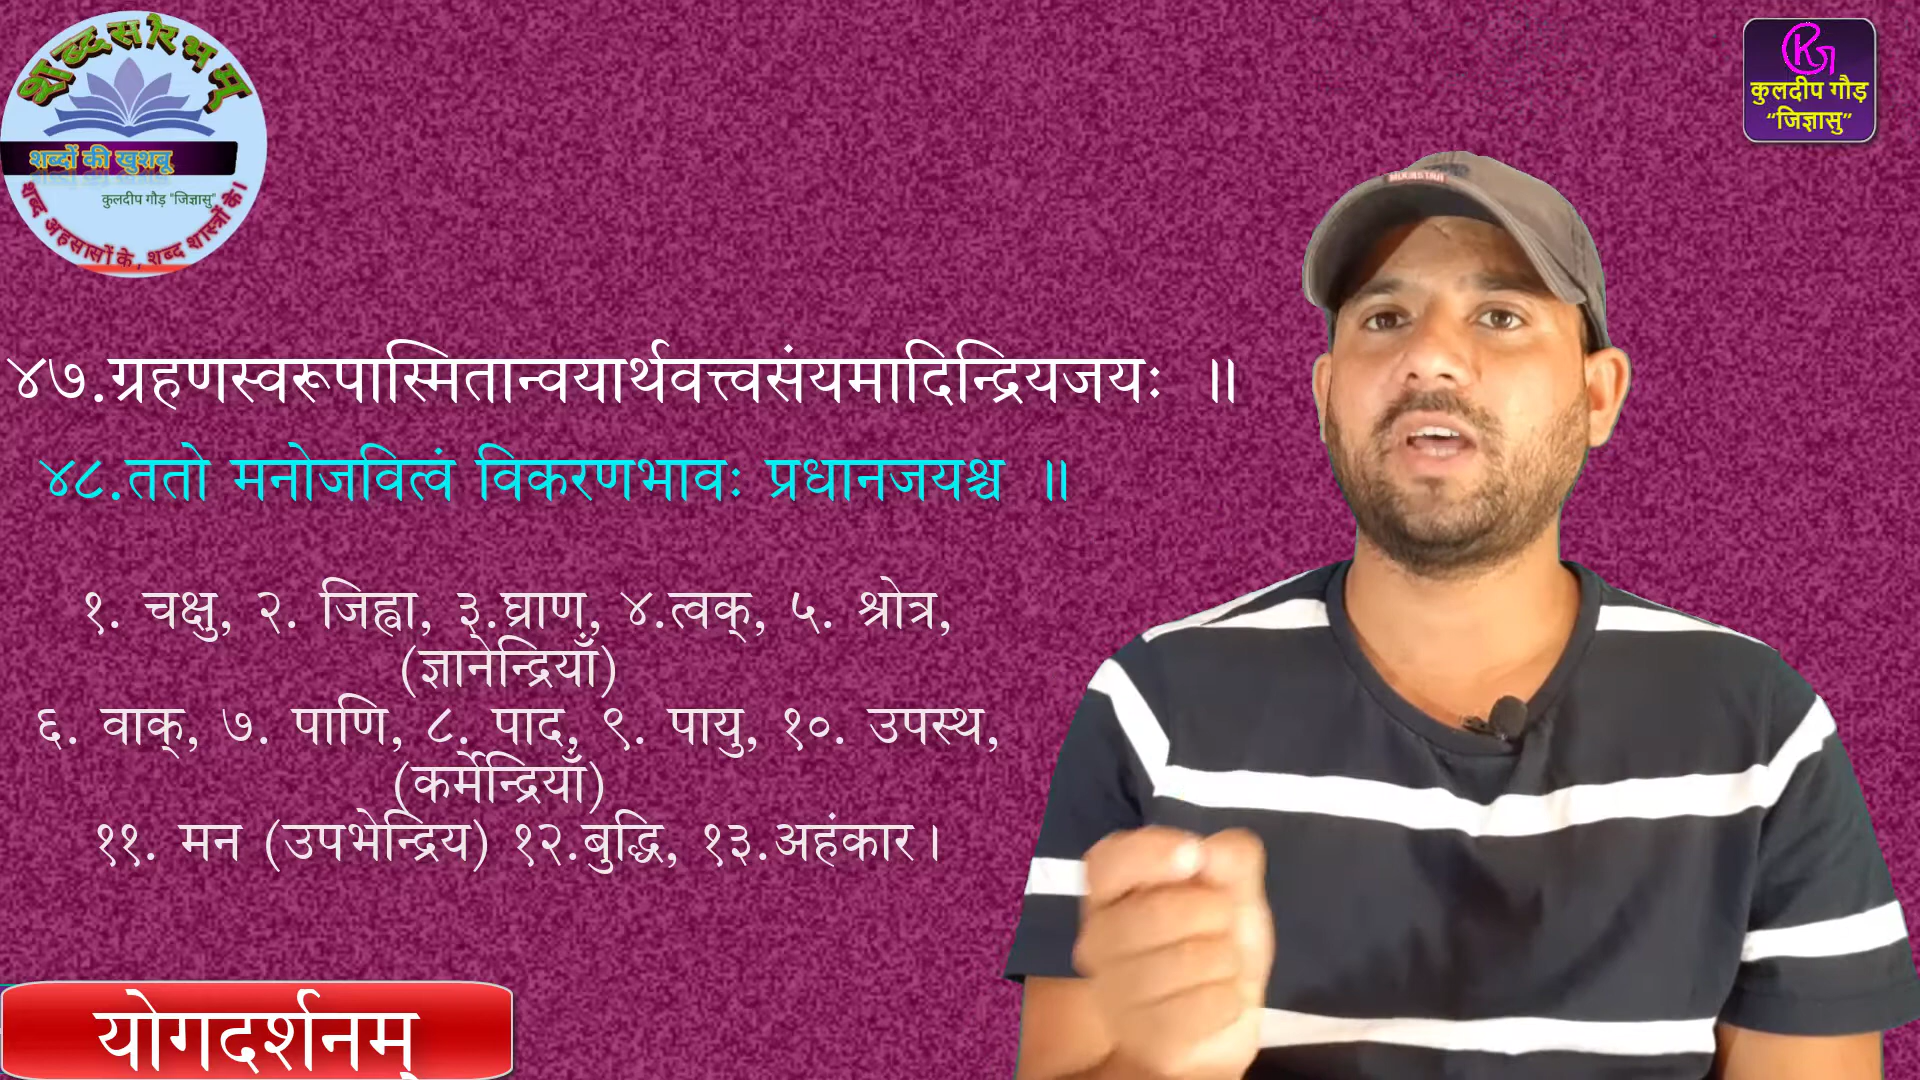 शब्दसौरभम्
शब्दों की खुशबू
कुलदीप गौड़ "जिज्ञासु"
शब्द अहसासों के, शब्द शास्त्रों के।
कुलदीप गौड़
“जिज्ञासु”
४७.ग्रहणस्वरूपास्मितान्वयार्थवत्त्वसंयमादिन्द्रियजयः ॥
४८.ततो मनोजवित्वं विकरणभावः प्रधानजयश्च ॥
१. चक्षु, २. जिह्वा, ३.घ्राण, ४.त्वक्, ५. श्रोत्र,
(ज्ञानेन्द्रियाँ)
६. वाक्, ७. पाणि, ८. पाद, ९. पायु, १०. उपस्थ,
(कर्मेन्द्रियाँ)
११. मन (उपभेन्द्रिय) १२.बुद्धि, १३.अहंकार।
योगदर्शनम्